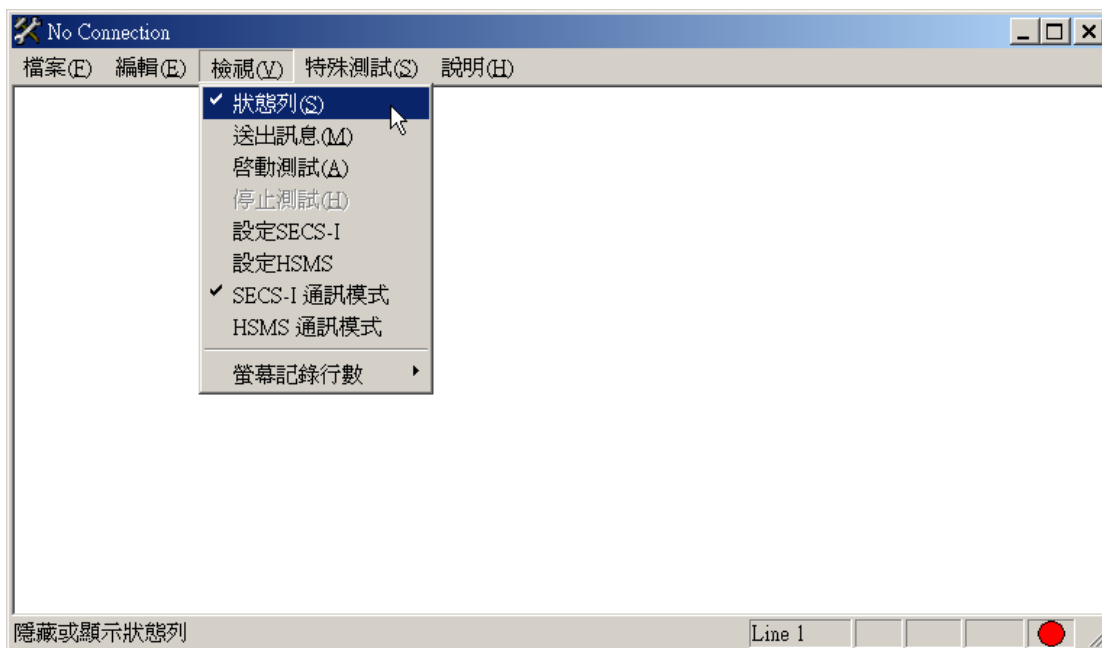 No Connection
檔案(F) 編輯(E) 檢視(V) 特殊測試(S) 說明(H)
狀態列(S)
送出訊息(M)
啓動測試(A)
停止測試(H)
設定SECS-I
設定HSMS
SECS-I 通訊模式
HSMS 通訊模式
螢幕記錄行數
隱藏或顯示狀態列 Line 1